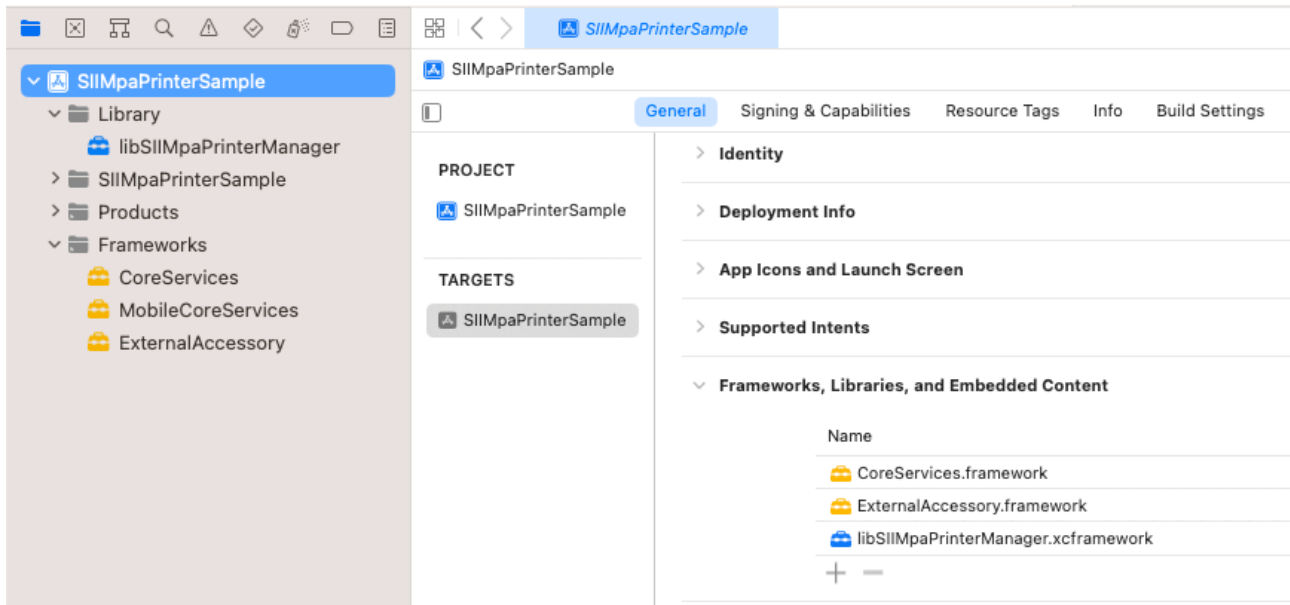 SIIMpaPrinterSample
SIIMpaPrinterSample
Library
libSIIMpaPrinterManager
SIIMpaPrinterSample
Products
Frameworks
CoreServices
MobileCoreServices
ExternalAccessory
SIIMpaPrinterSample
General Signing & Capabilities Resource Tags Info Build Settings
PROJECT
SIIMpaPrinterSample
TARGETS
SIIMpaPrinterSample
Identity
Deployment Info
App Icons and Launch Screen
Supported Intents
Frameworks, Libraries, and Embedded Content
Name
CoreServices.framework
ExternalAccessory.framework
libSIIMpaPrinterManager.xcframework